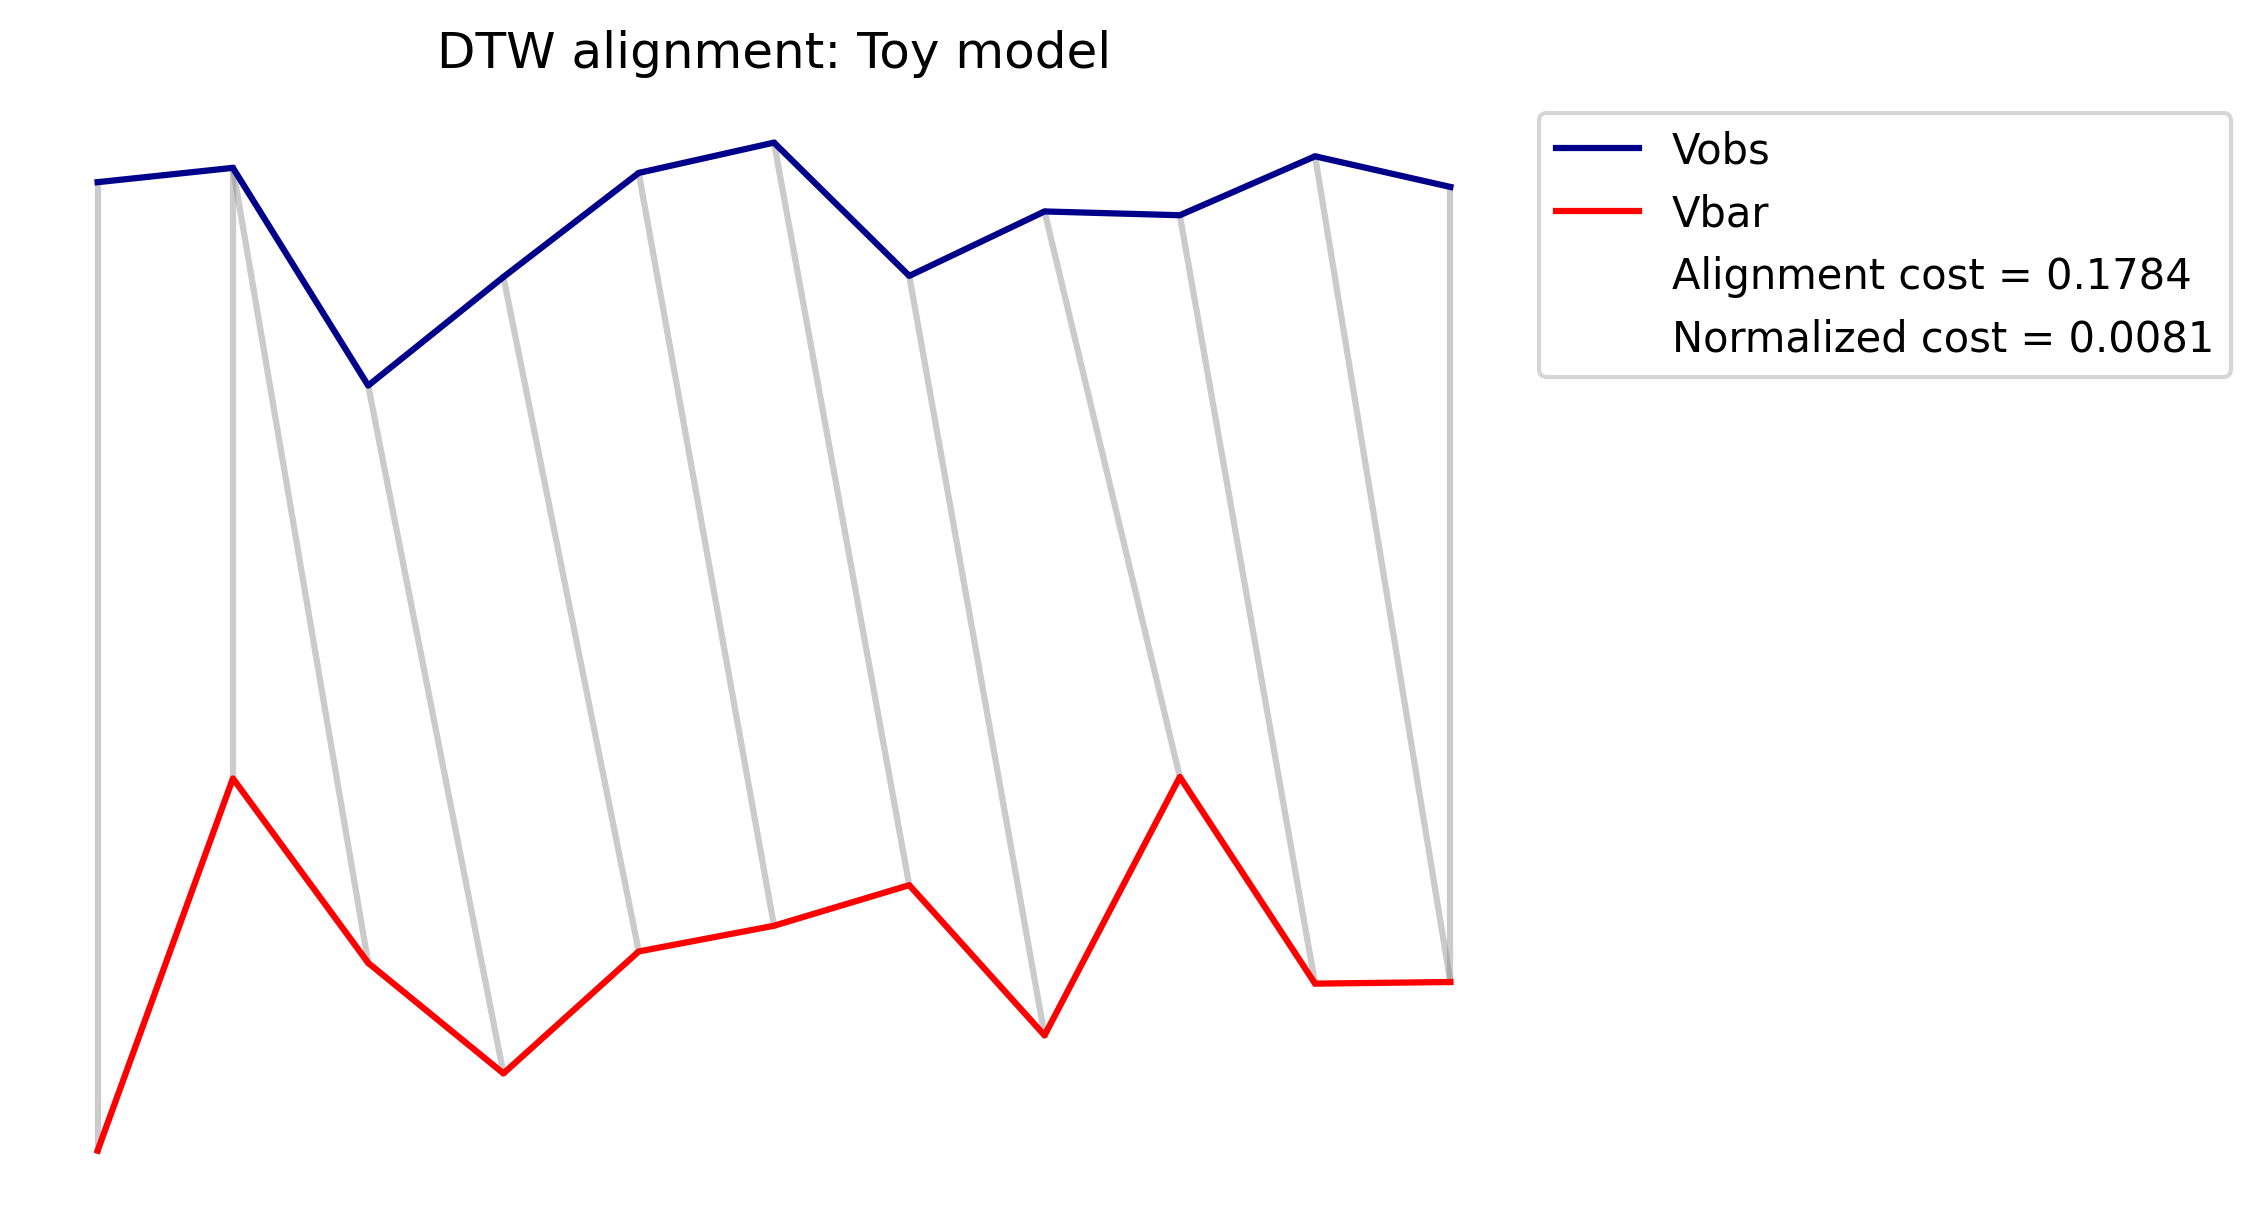 DTW alignment: Toy model
Vobs
Vbar
Alignment cost = 0.1784
Normalized cost = 0.0081